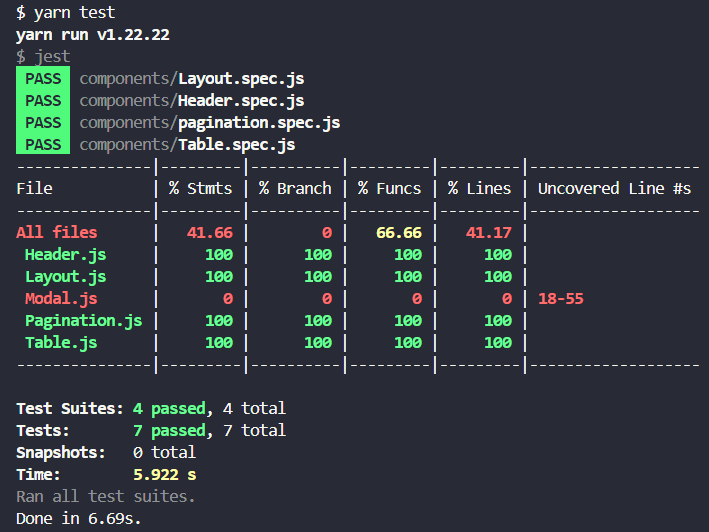 $ yarn test
yarn run v1.22.22
$ jest
PASS components/Layout.spec.js
PASS components/Header.spec.js
PASS components/pagination.spec.js
PASS components/Table.spec.js
---------------|---------|----------|---------|---------|-------------------
File           | % Stmts | % Branch | % Funcs | % Lines | Uncovered Line #s
---------------|---------|----------|---------|---------|-------------------
All files      |   41.66 |        0 |   66.66 |   41.17 |
 Header.js     |     100 |      100 |     100 |     100 |
 Layout.js     |     100 |      100 |     100 |     100 |
 Modal.js      |       0 |        0 |       0 |       0 | 18-55
 Pagination.js |     100 |      100 |     100 |     100 |
 Table.js      |     100 |      100 |     100 |     100 |
---------------|---------|----------|---------|---------|-------------------
Test Suites: 4 passed, 4 total
Tests:       7 passed, 7 total
Snapshots:   0 total
Time:        5.922 s
Ran all test suites.
Done in 6.69s.